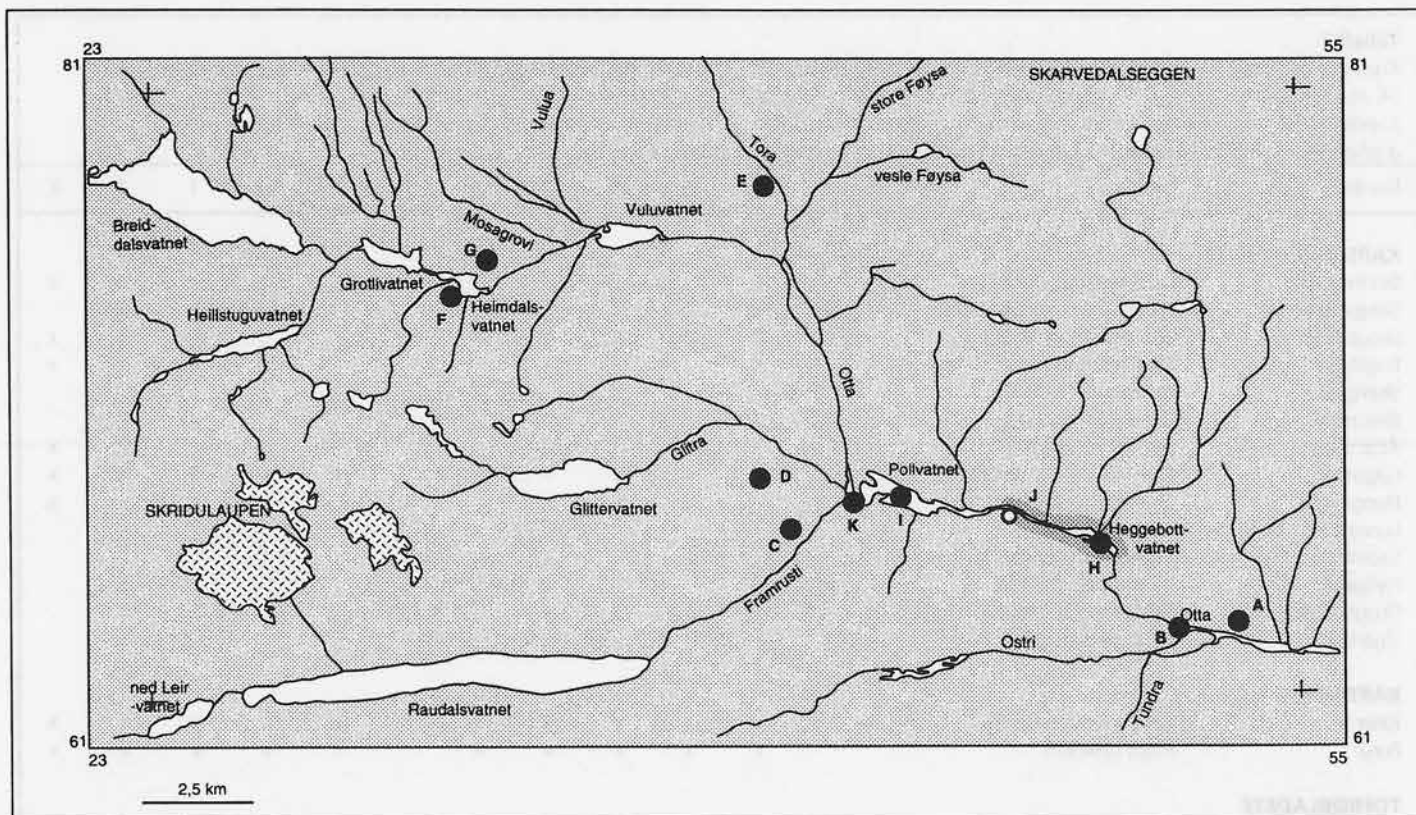 23
55
81
81
SKARVEDALSEGGEN
store Føysa
Vulua
Tora
E
vesle Føysa
Mosagrovi
Vuluvatnet
Breid-
dalsvatnet
G
Grotlivatnet
F
Heimdals-
vatnet
Heillstuguvatnet
Otta
Glitra
Pollvatnet
D
SKRIDULAUPEN
Glittervatnet
K
I
J
C
Heggebott-
vatnet
H
Framrusti
Otta
A
B
Ostri
ned Leir
-vatnet
Raudalsvatnet
Tundra
61
61
23
55
2,5 km